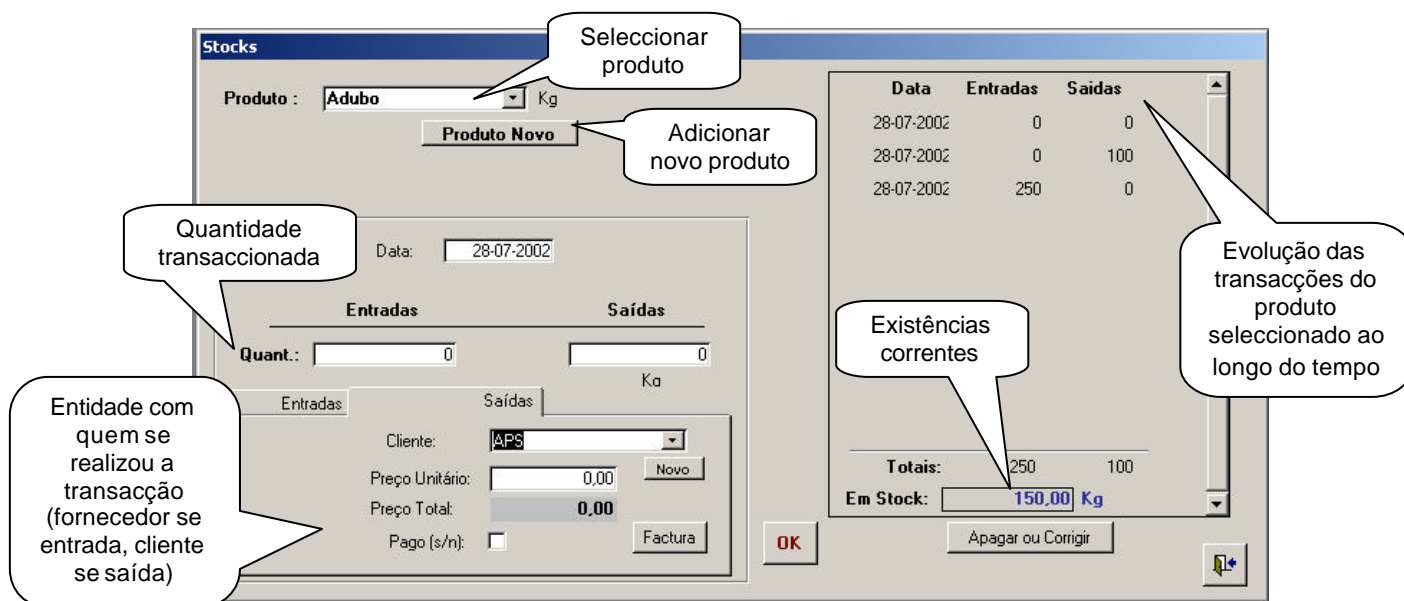 Stocks
Seleccionar
produto
Produto : Adubo Kg
Produto Novo
Adicionar
novo produto
Data Entradas Saidas
28-07-2002 0 0
28-07-2002 0 100
28-07-2002 250 0
Evolução das
transacções do
produto
seleccionado ao
longo do tempo
Quantidade
transaccionada
Data: 28-07-2002
Entradas Saídas
Quant.: 0 0
Kg
Existências
correntes
Entidade com
quem se
realizou a
transacção
(fornecedor se
entrada, cliente
se saída)
Entradas Saídas
Cliente: APS
Preço Unitário: 0,00 Novo
Preço Total: 0,00
Pago (s/n): Factura
OK
Totais: 250 100
Em Stock: 150,00 Kg
Apagar ou Corrigir